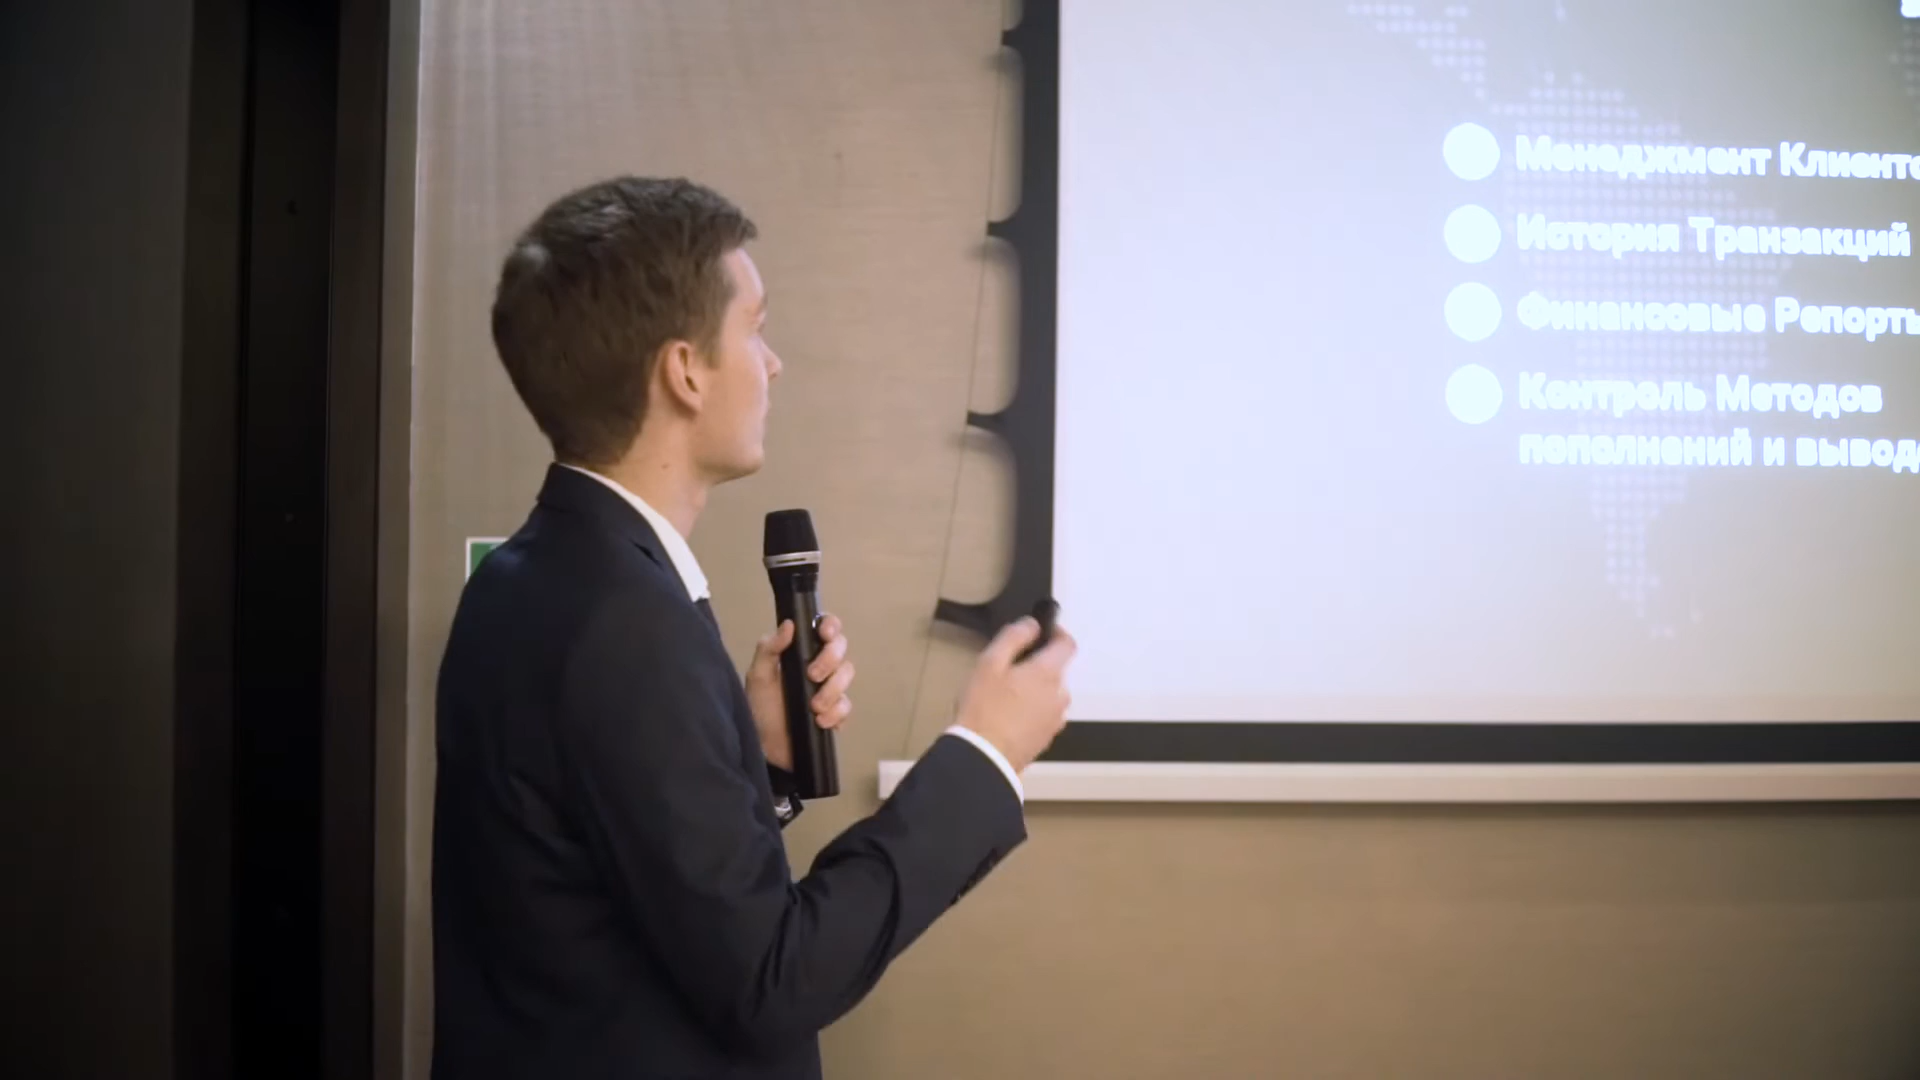 Менеджмент Клиенто
История Транзакций
Финансовые Репорты
Контроль Методов
пополнений и вывод